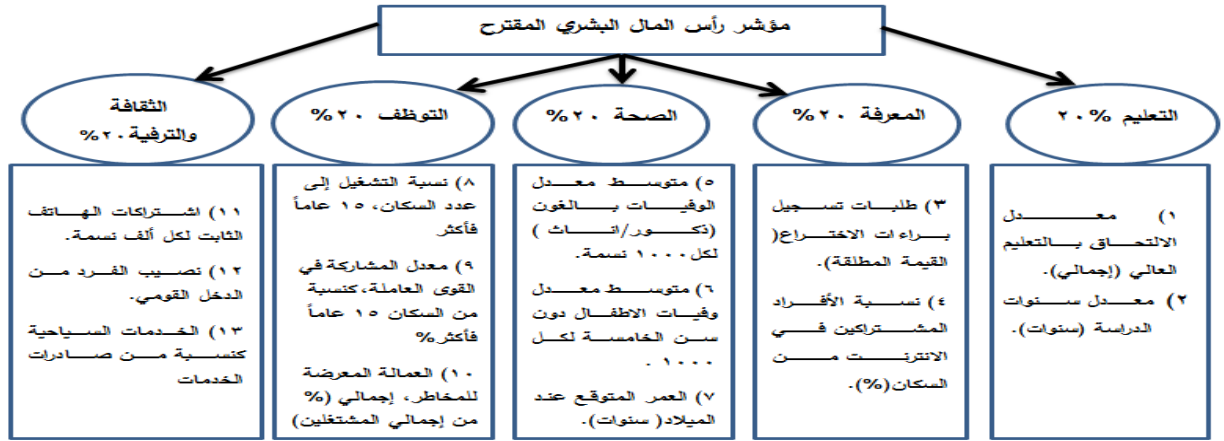 مؤشر رأس المال البشري المقترح
التعليم %٢٠
المعرفة ٢٠%
الصحة ٢٠%
التوظف ٢٠%
الثقافة
والترفية٢٠%
١) معدل
الالتحاق بالتعليم
العالي (إجمالي).
٢) معدل سنوات
الدراسة (سنوات).
٣) طلبات تسجيل
براءات الاختراع(
القيمة المطلقة).
٤) نسبة الأفراد
المشتراكين في
الانترنت من
السكان(%).
٥) متوسط معدل
الوفيات بالغون
(ذكور/اناث )
لكل١٠٠٠ نسمة.
٦) متوسط معدل
وفيات الاطفال دون
سن الخامسة لكل
١٠٠٠ .
٧) العمر المتوقع عند
الميلاد( سنوات).
٨) نسبة التشغيل إلى
عدد السكان، ١٥ عاماً
فأكثر
٩) معدل المشاركة في
القوى العاملة، كنسبة
من السكان ١٥ عاماً
فأكثر%
١٠) العمالة المعرضة
للمخاطر، إجمالي (%
من إجمالي المشتغلين)
١١) اشتراكات الهاتف
الثابت لكل ألف نسمة.
١٢) نصيب الفرد من
الدخل القومي.
١٣) الخدمات السياحية
كنسبة من صادرات
الخدمات